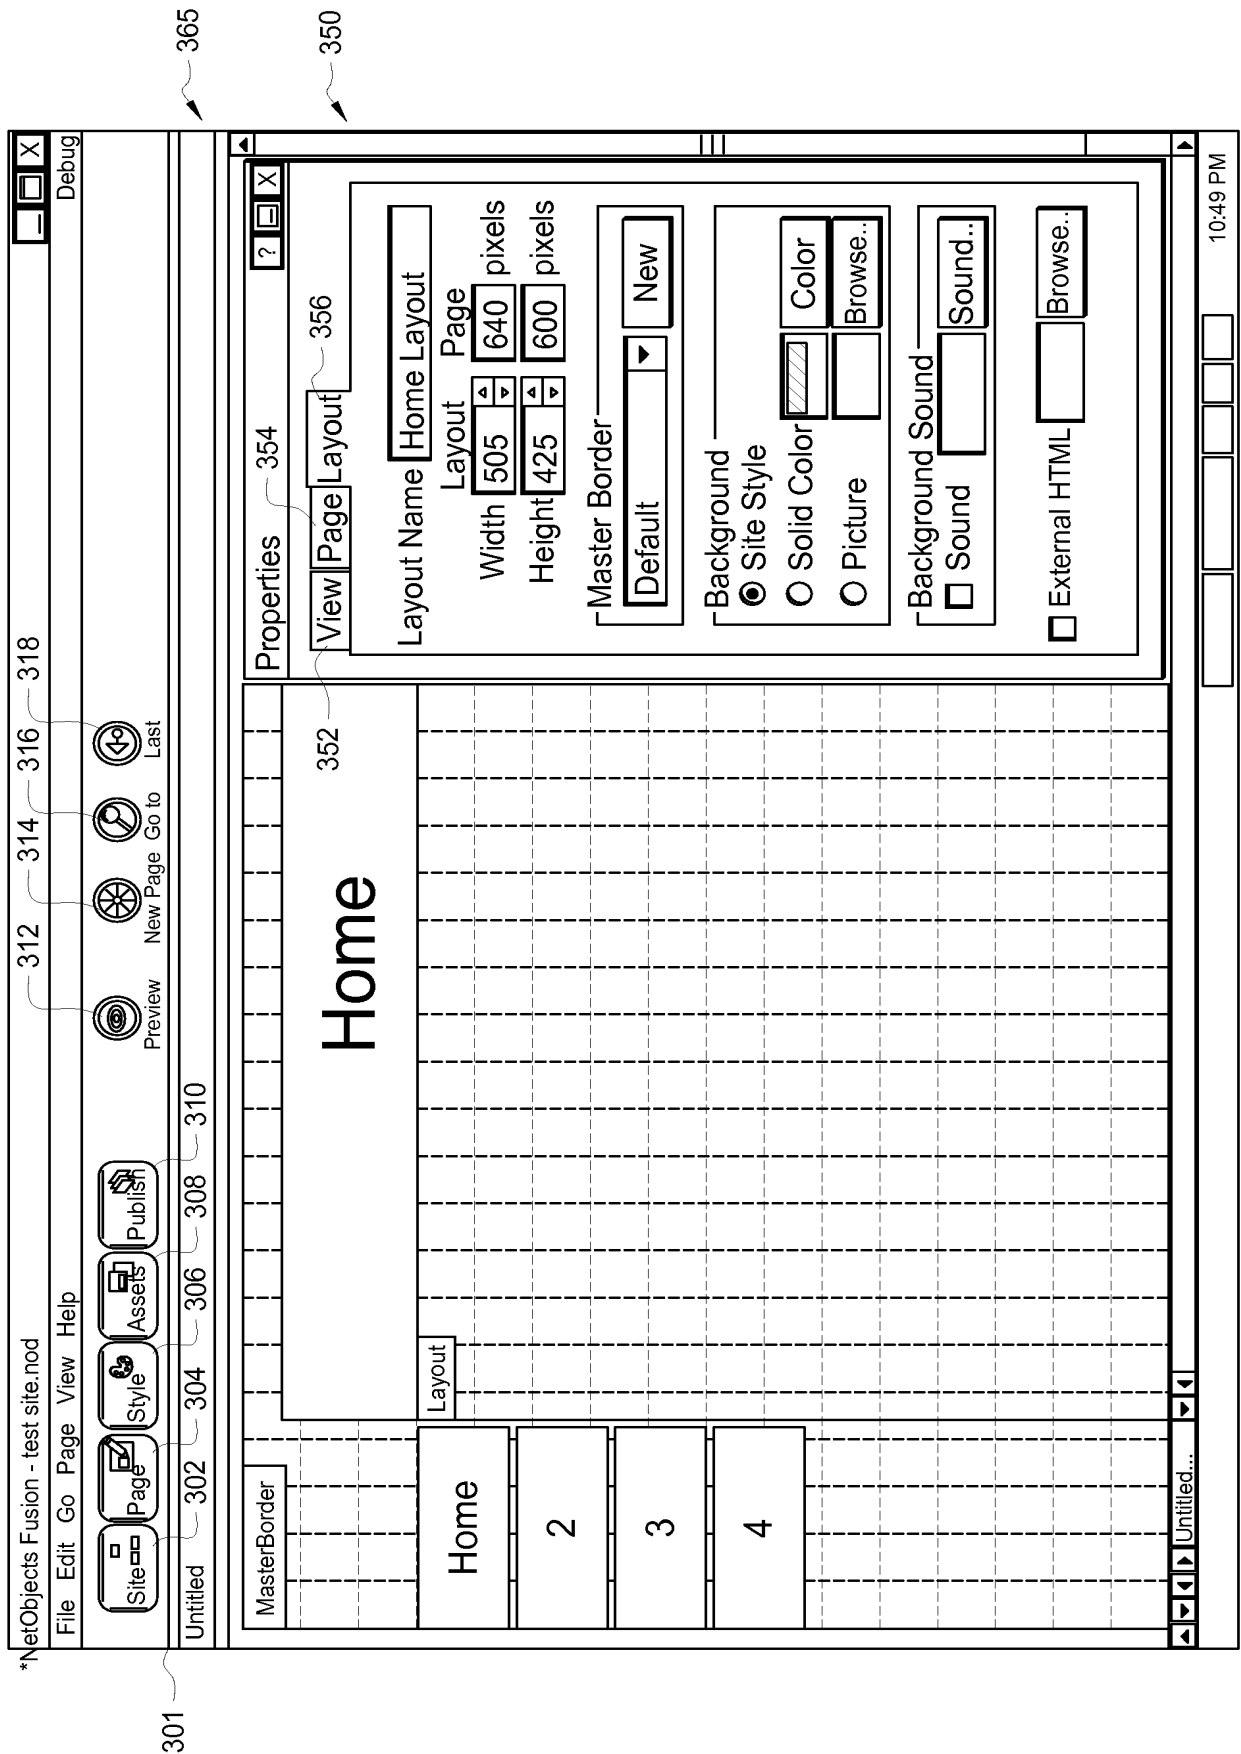 *NetObjects Fusion - test site.nod
File Edit Go Page View Help Debug
312 314 316 318
Site Page Style Assets Publish
Preview New Page Go to Last
301
Untitled 302 304 306 308 310
365
350
MasterBorder
Home
2
3
4
Layout
Home
Properties
354
356
352
View Page Layout
Layout Name Home Layout
Layout Page
Width 505 640 pixels
Height 425 600 pixels
Master Border
Default New
Background
Site Style
Solid Color Color
Picture Browse..
Background Sound
Sound Sound..
External HTML Browse..
Untitled...
10:49 PM
X
? X